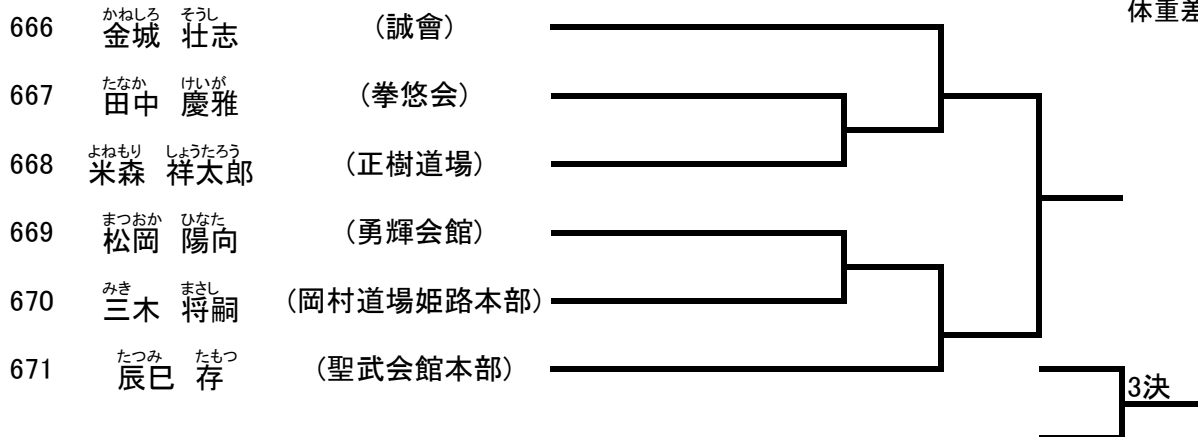 体重差
かねしろ そうし
666 金城 壮志 (誠會)
たなか けいが
667 田中 慶雅 (拳悠会)
よねもり しょうたろう
668 米森 祥太郎 (正樹道場)
まつおか ひなた
669 松岡 陽向 (勇輝会館)
みき まさし
670 三木 将嗣 (岡村道場姫路本部)
たつみ たもつ
671 辰巳 存 (聖武会館本部)
3決